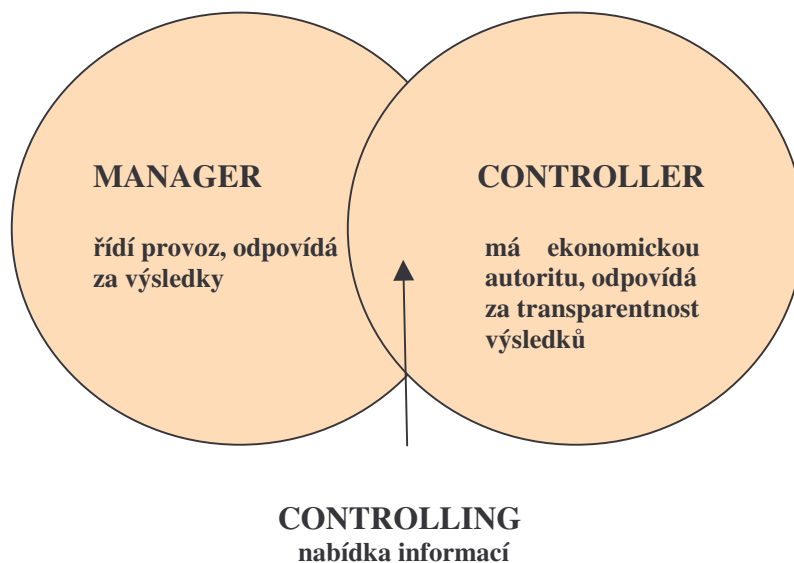 MANAGER
řídí provoz, odpovídá
za výsledky
CONTROLLER
má ekonomickou
autoritu, odpovídá
za transparentnost
výsledků
CONTROLLING
nabídka informací